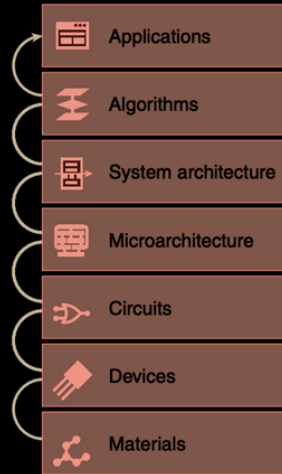 Applications
Algorithms
System architecture
Microarchitecture
Circuits
Devices
Materials